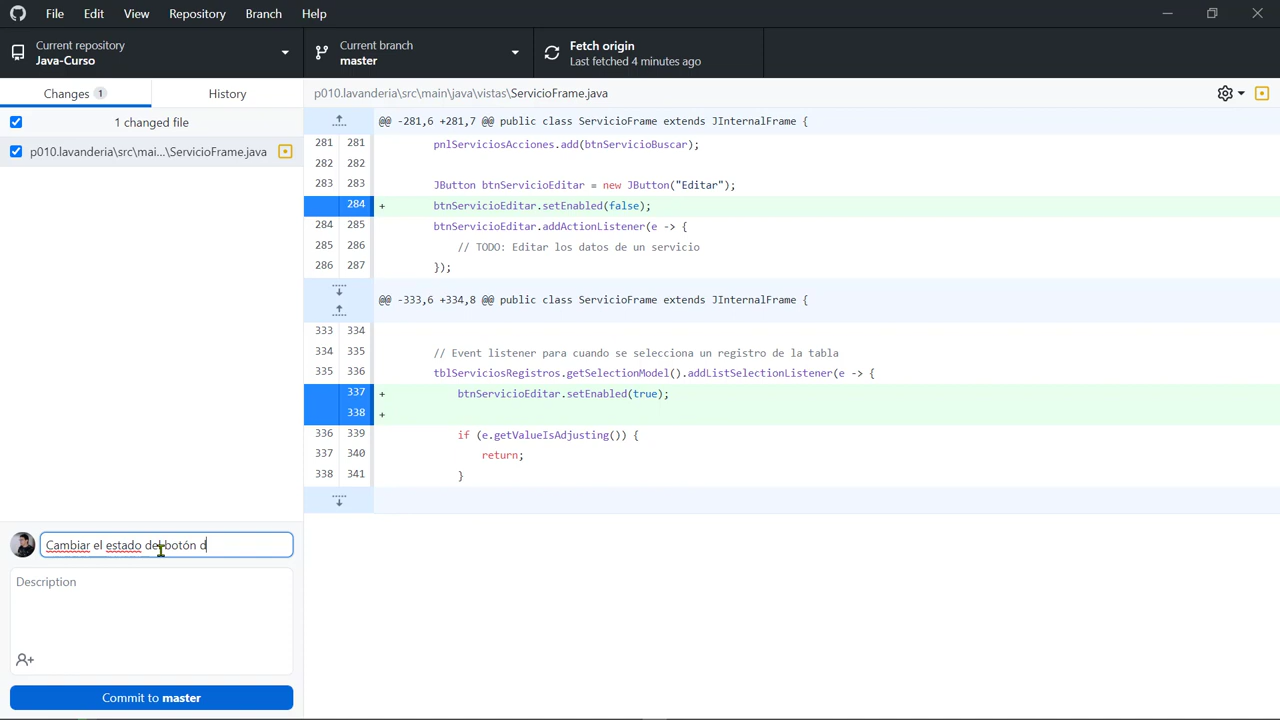 File Edit View Repository Branch Help
Current repository
Java-Curso
Current branch
master
Fetch origin
Last fetched 4 minutes ago
Changes 1
History
p010.lavanderia\src\main\java\vistas\ServicioFrame.java
1 changed file
p010.lavanderia\src\mai...\ServicioFrame.java
@@ -281,6 +281,7 @@ public class ServicioFrame extends JInternalFrame {
281 281 pnlServiciosAcciones.add(btnServicioBuscar);
282 282
283 283 JButton btnServicioEditar = new JButton("Editar");
284 + btnServicioEditar.setEnabled(false);
284 285 btnServicioEditar.addActionListener(e -> {
285 286 // TODO: Editar los datos de un servicio
286 287 });
@@ -333,6 +334,8 @@ public class ServicioFrame extends JInternalFrame {
333 334
334 335 // Event listener para cuando se selecciona un registro de la tabla
335 336 tblServiciosRegistros.getSelectionModel().addListSelectionListener(e -> {
337 + btnServicioEditar.setEnabled(true);
338 +
336 339 if (e.getValueIsAdjusting()) {
337 340 return;
338 341 }
Cambiar el estado del botón d
Description
Commit to master